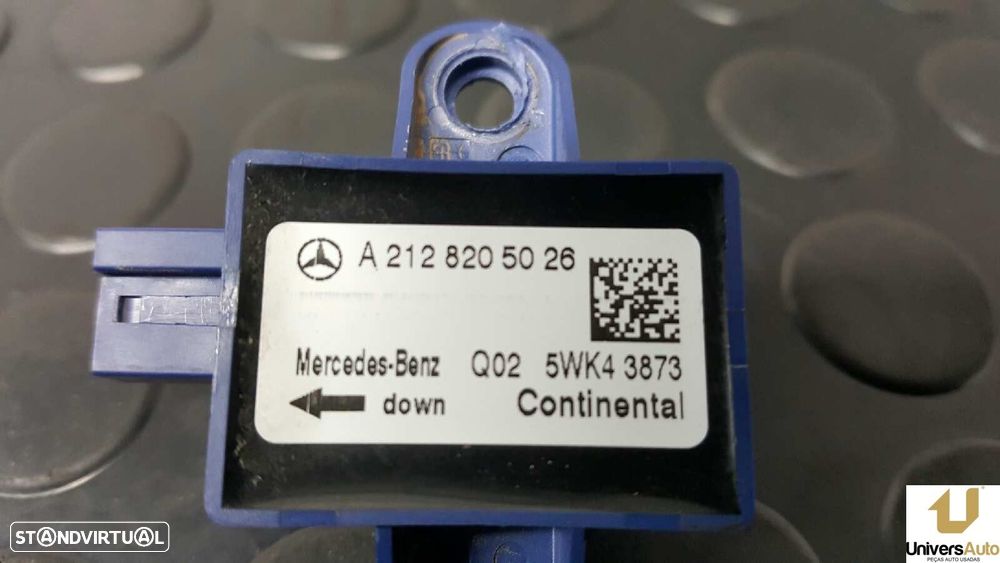 A 212 820 50 26
Mercedes-Benz Q02 5WK4 3873
down Continental
STANDVIRTUAL
UniversAuto
PEÇAS AUTO USADAS